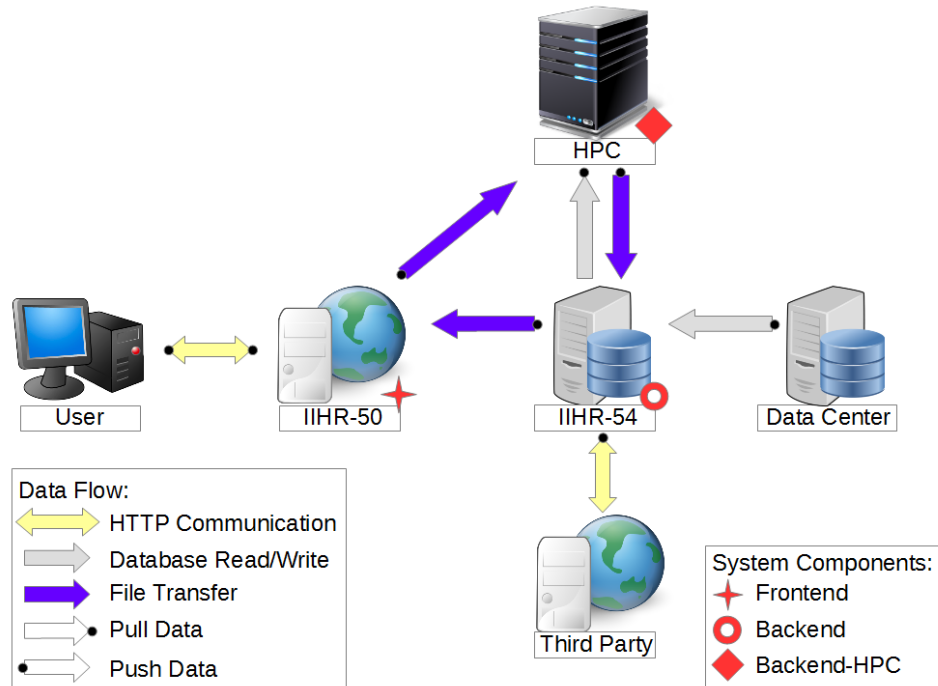 HPC
User
IIHR-50
IIHR-54
Data Center
Data Flow:
HTTP Communication
Database Read/Write
File Transfer
Pull Data
Push Data
Third Party
System Components:
Frontend
Backend
Backend-HPC